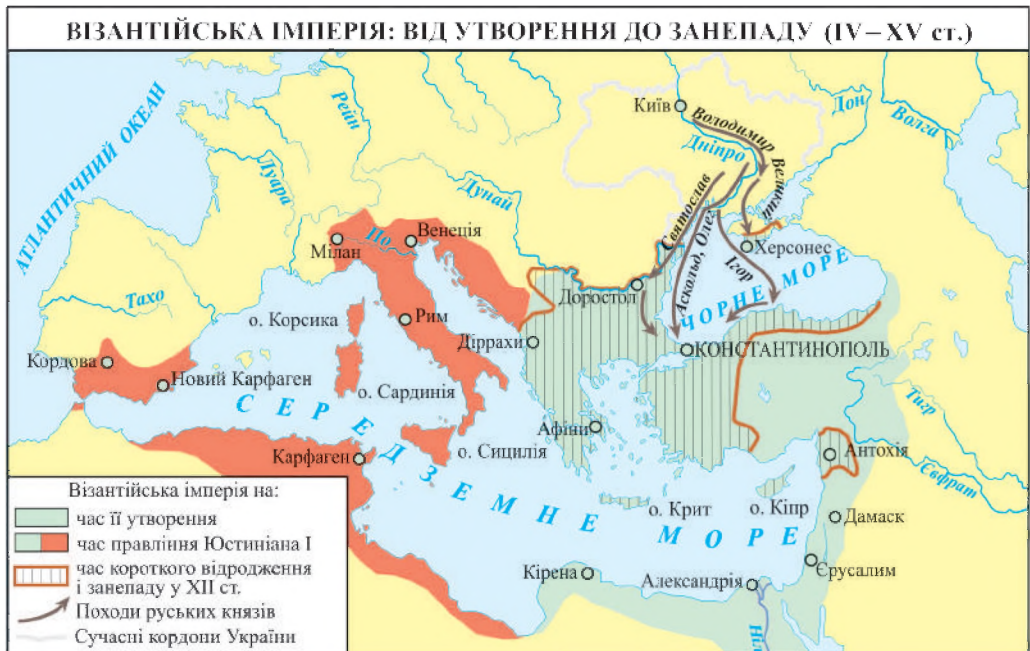 ВІЗАНТІЙСЬКА ІМПЕРІЯ: ВІД УТВОРЕННЯ ДО ЗАНЕПАДУ (IV–XV ст.)
АТЛАНТИЧНИЙ ОКЕАН
Рейн
Луара
Дунай
Київ
Володимир
Великий
Дніпро
Дон
Волга
Святослав
Аскольд, Олег
Ігор
Херсонес
ЧОРНЕ МОРЕ
Мілан
По
Венеція
Доростол
Тахо
о. Корсика
Рим
Діррахи
КОНСТАНТИНОПОЛЬ
Кордова
Новий Карфаген
о. Сардинія
СЕРЕДЗЕМНЕ МОРЕ
Афіни
Тигр
Карфаген
о. Сицилія
Антохія
Євфрат
о. Крит
о. Кіпр
Дамаск
Кірена
Александрія
Єрусалим
Ніл
Візантійська імперія на:
час її утворення
час правління Юстиніана І
час короткого відродження
і занепаду у XII ст.
Походи руських князів
Сучасні кордони України